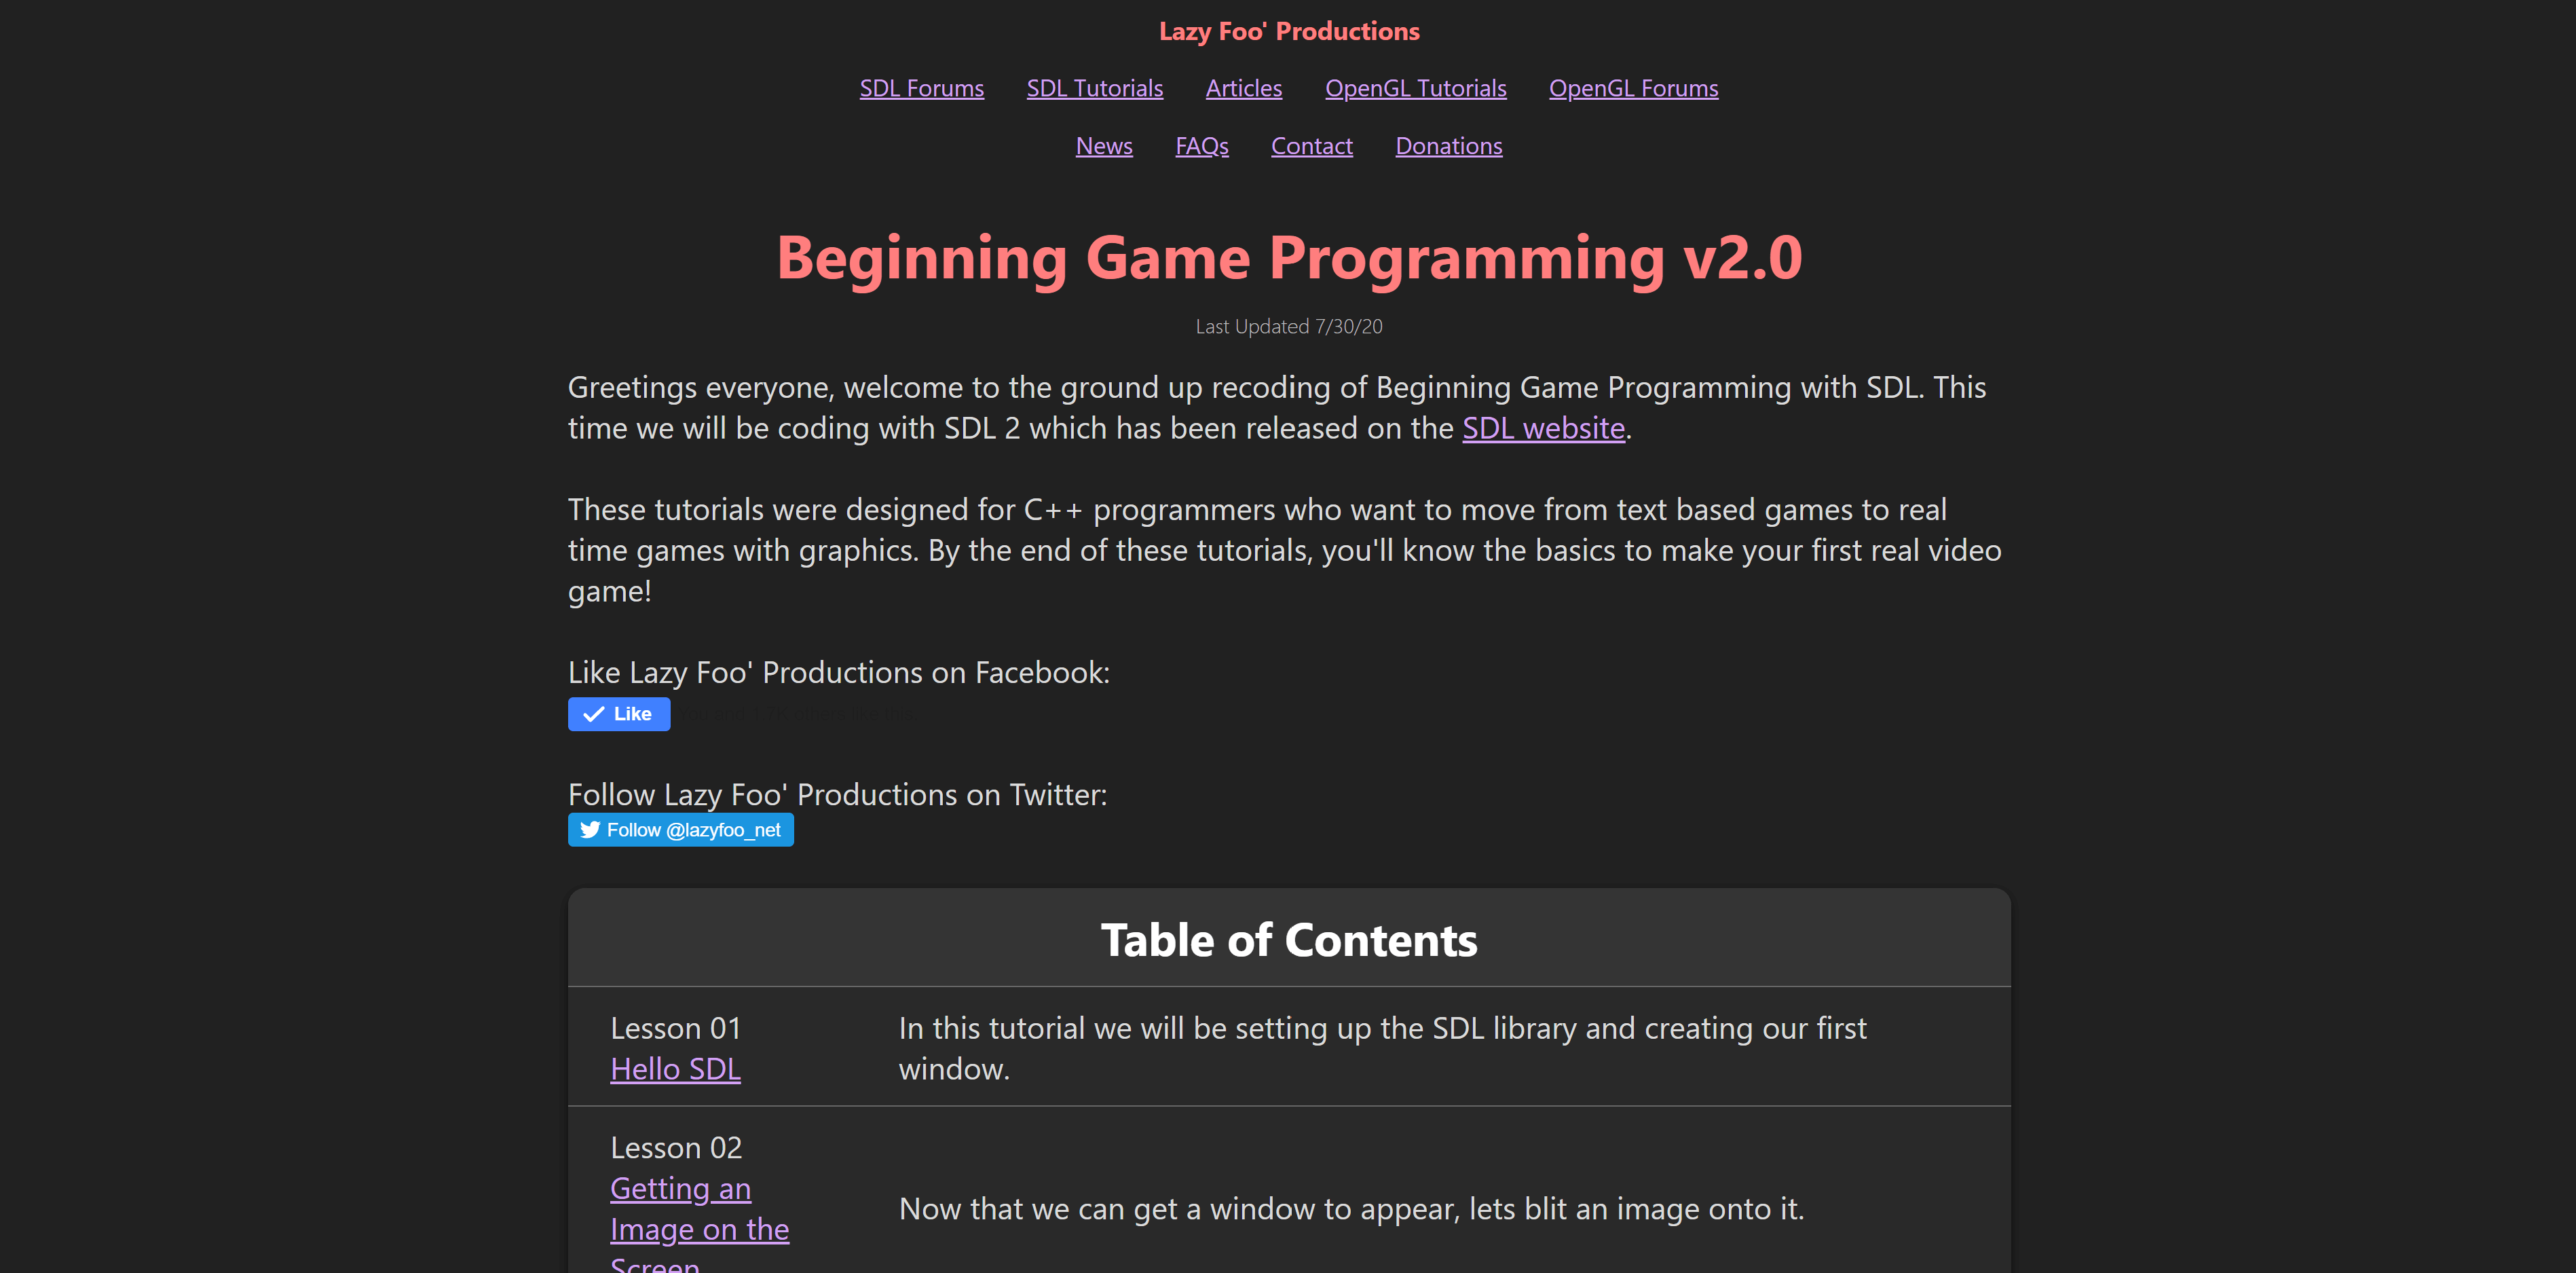 Lazy Foo' Productions
SDL Forums SDL Tutorials Articles OpenGL Tutorials OpenGL Forums
News FAQs Contact Donations
Beginning Game Programming v2.0
Last Updated 7/30/20
Greetings everyone, welcome to the ground up recoding of Beginning Game Programming with SDL. This
time we will be coding with SDL 2 which has been released on the SDL website.
These tutorials were designed for C++ programmers who want to move from text based games to real
time games with graphics. By the end of these tutorials, you'll know the basics to make your first real video
game!
Like Lazy Foo' Productions on Facebook:
Like
Follow Lazy Foo' Productions on Twitter:
Follow @lazyfoo_net
Table of Contents
Lesson 01
Hello SDL
In this tutorial we will be setting up the SDL library and creating our first
window.
Lesson 02
Getting an
Image on the
Screen
Now that we can get a window to appear, lets blit an image onto it.